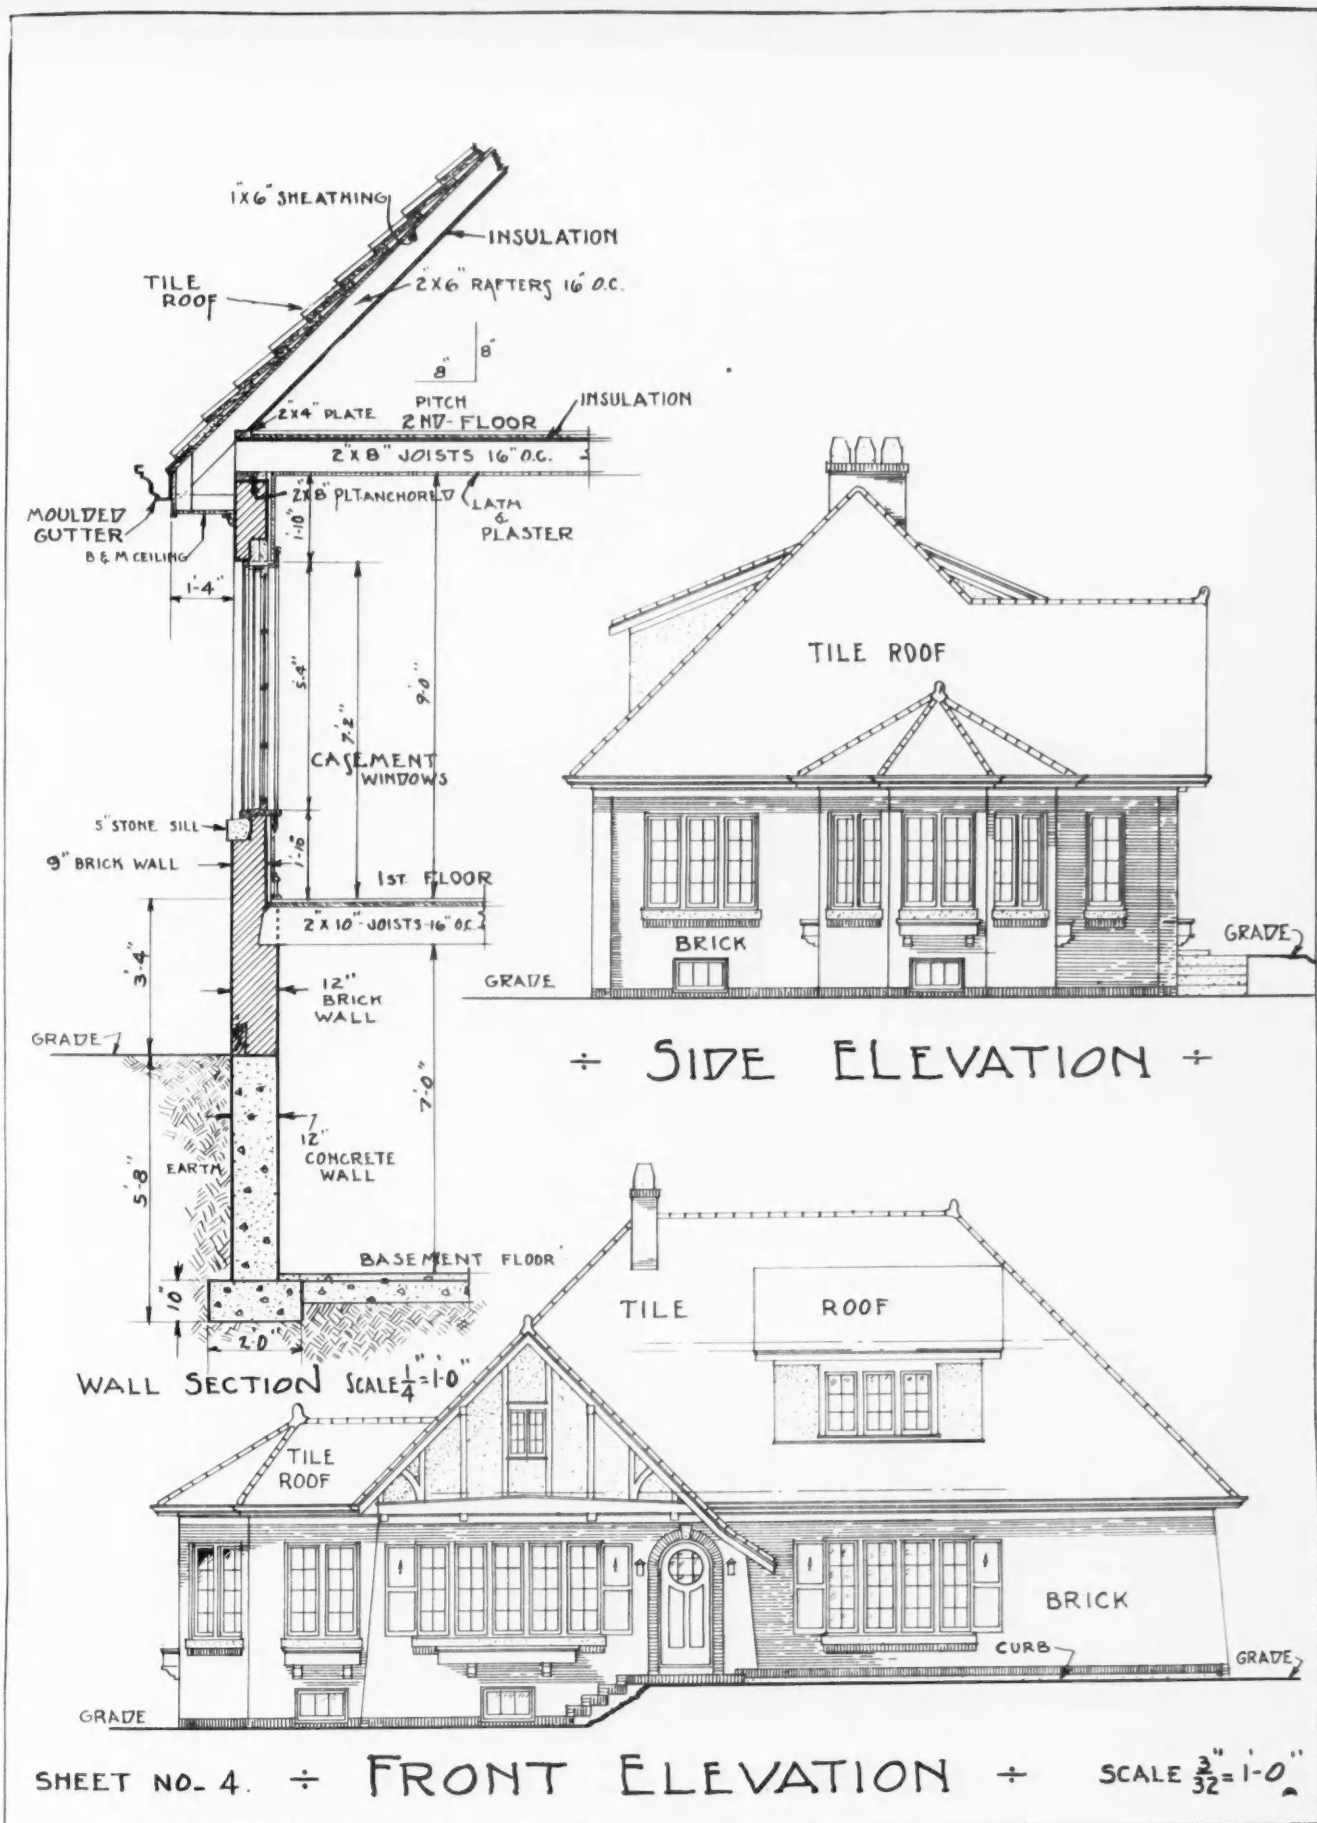 1"X6" SHEATHING
INSULATION
TILE
ROOF
2"X6" RAFTERS 16" O.C.
8"
8"
PITCH
2"X4" PLATE
INSULATION
2ND-FLOOR
2"X8" JOISTS 16" O.C.
2"X8" PLT. ANCHORED
LATH
&
PLASTER
MOULDED
GUTTER
B & M CEILING
1'-10"
1'-4"
5'-4"
7'-2"
9'-0"
CASEMENT
WINDOWS
5" STONE SILL
9" BRICK WALL
1'-10"
1ST. FLOOR
2"X10"-JOISTS-16" O.C.
3'-4"
12"
BRICK
WALL
GRADE
7'-0"
12"
CONCRETE
WALL
EARTH
5'-8"
BASEMENT FLOOR
10"
2'-0"
WALL SECTION SCALE 1/4"=1'-0"
TILE ROOF
BRICK
GRADE
GRADE
÷ SIDE ELEVATION ÷
TILE ROOF
TILE
ROOF
BRICK
CURB
GRADE
GRADE
SHEET NO- 4. ÷ FRONT ELEVATION ÷ SCALE 3/32"=1'-0"